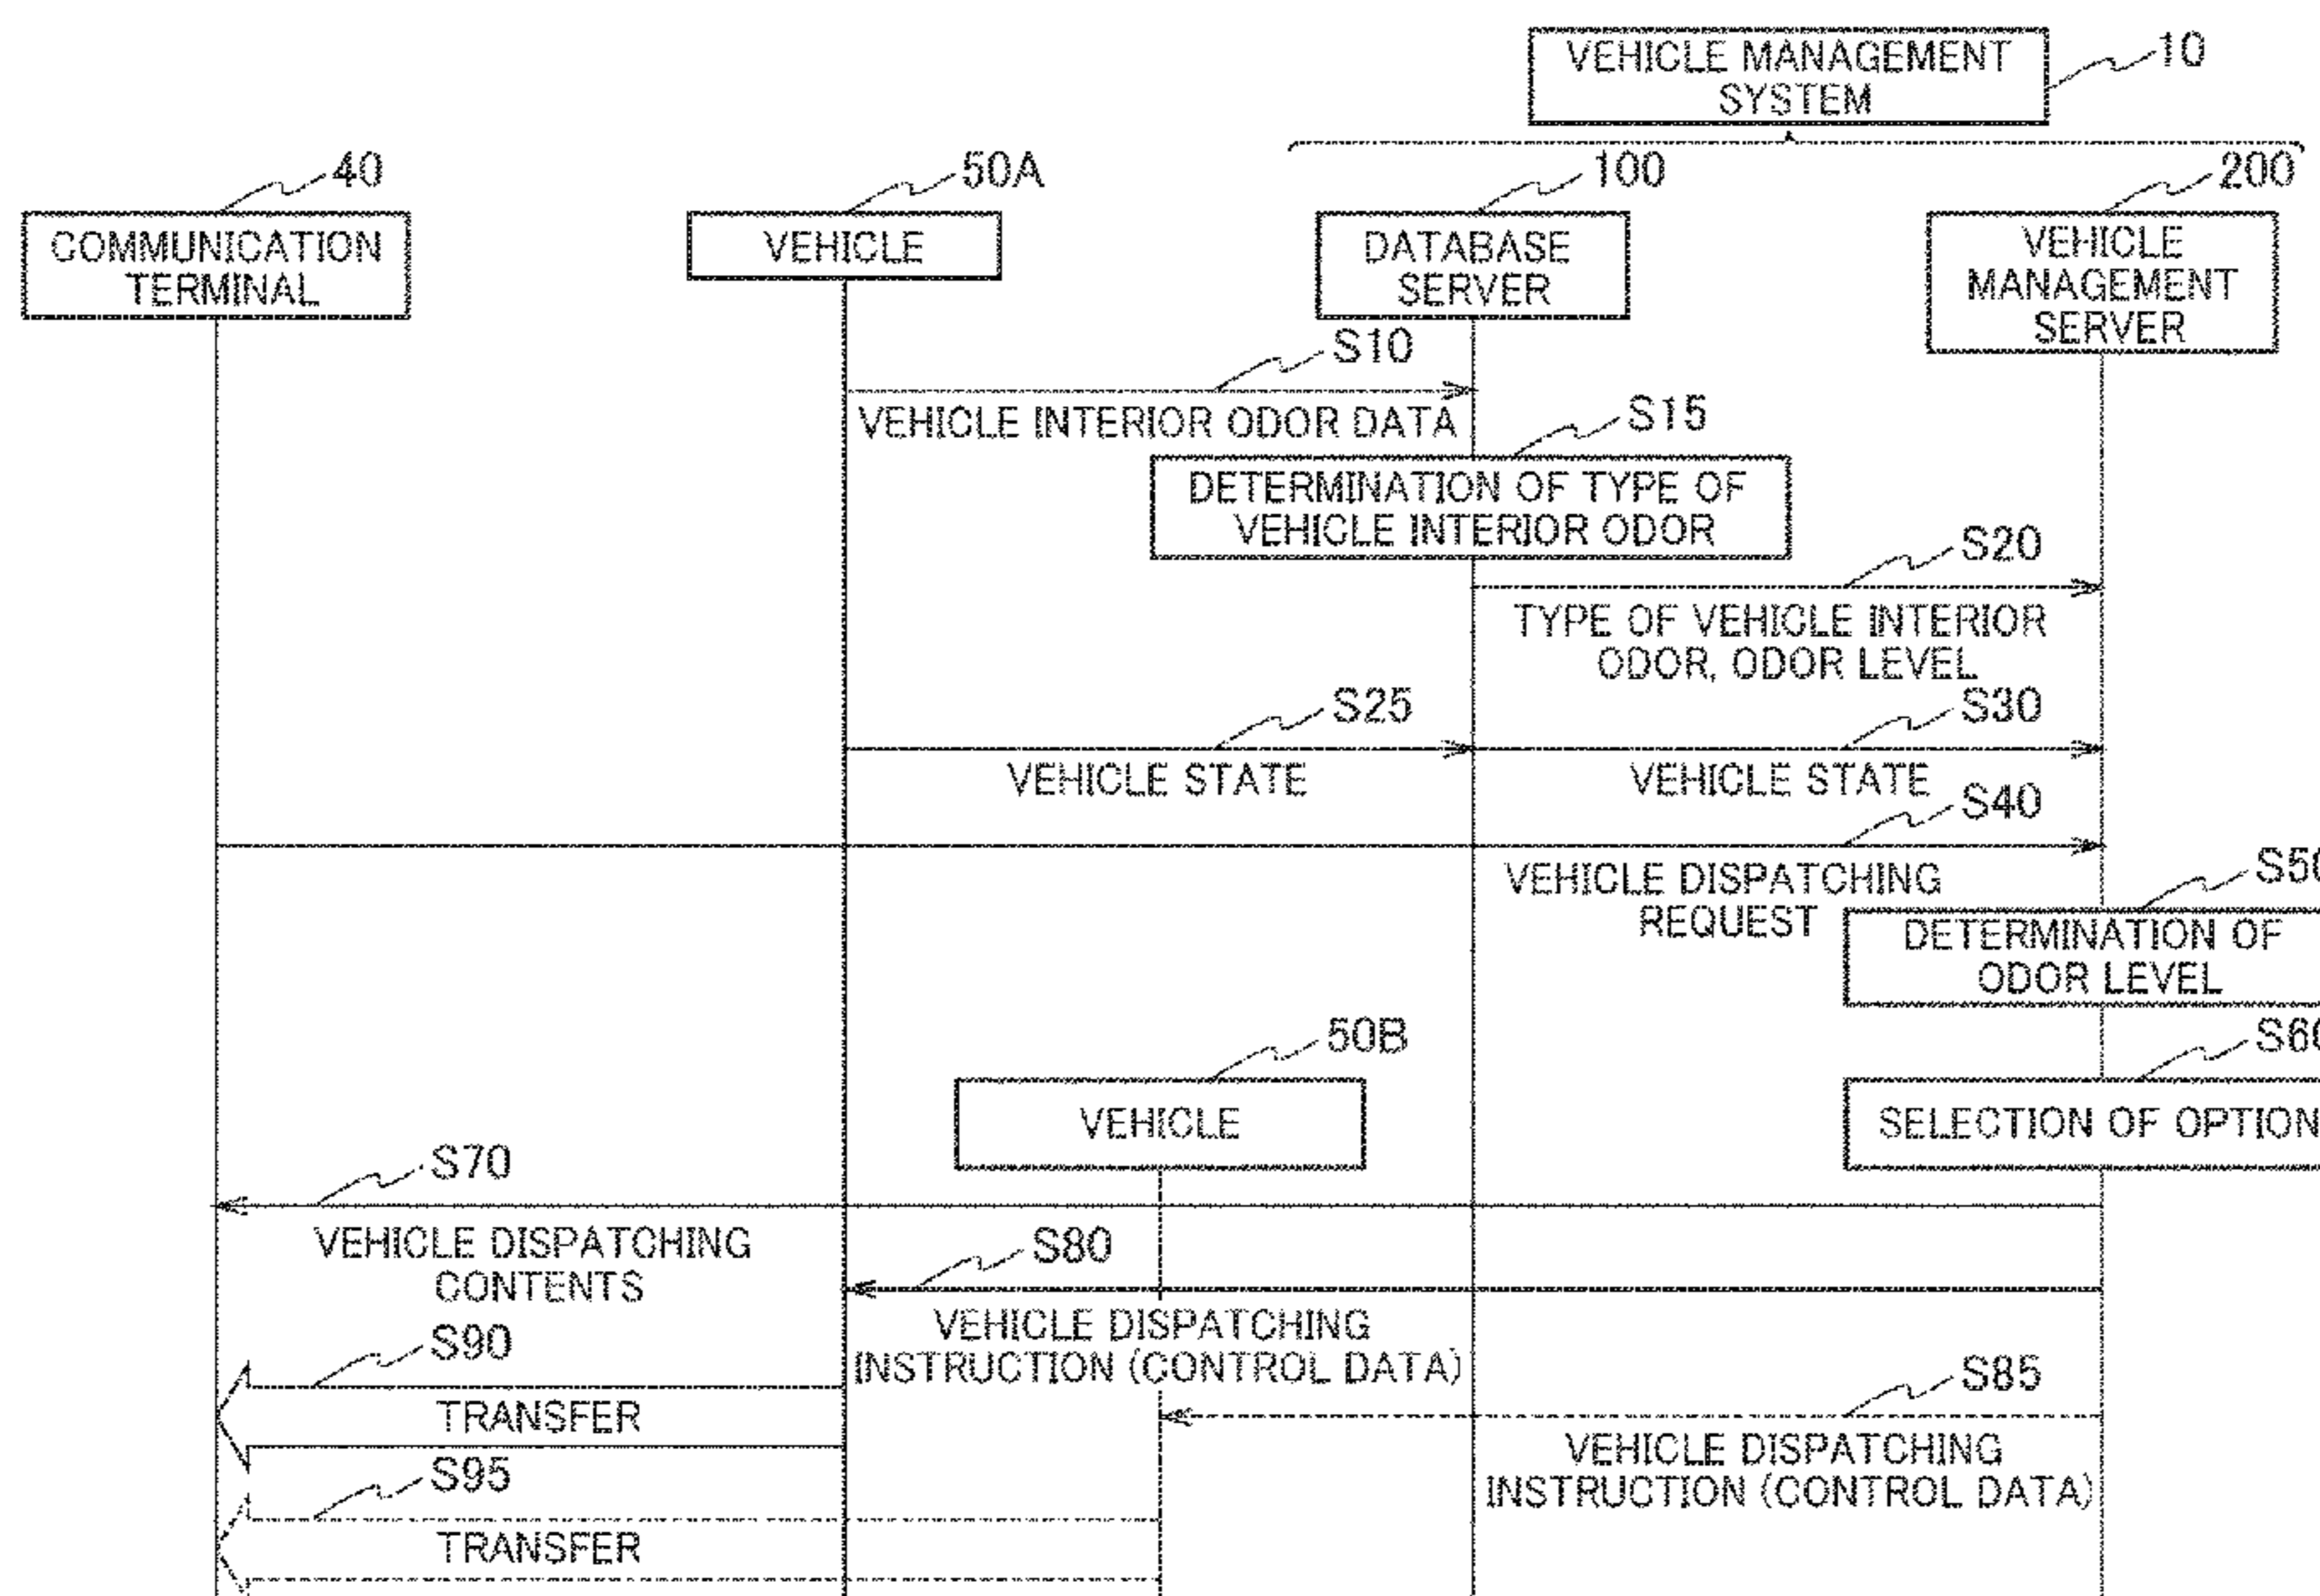 VEHICLE MANAGEMENT
SYSTEM
10
40
50A
100
200
COMMUNICATION
TERMINAL
VEHICLE
DATABASE
SERVER
VEHICLE
MANAGEMENT
SERVER
S10
VEHICLE INTERIOR ODOR DATA
S15
DETERMINATION OF TYPE OF
VEHICLE INTERIOR ODOR
S20
TYPE OF VEHICLE INTERIOR
ODOR, ODOR LEVEL
S25
S30
VEHICLE STATE
VEHICLE STATE
S40
VEHICLE DISPATCHING
REQUEST
S50
DETERMINATION OF
ODOR LEVEL
50B
VEHICLE
S60
SELECTION OF OPTION
S70
VEHICLE DISPATCHING
CONTENTS
S80
VEHICLE DISPATCHING
INSTRUCTION (CONTROL DATA)
S90
TRANSFER
S85
VEHICLE DISPATCHING
INSTRUCTION (CONTROL DATA)
S95
TRANSFER